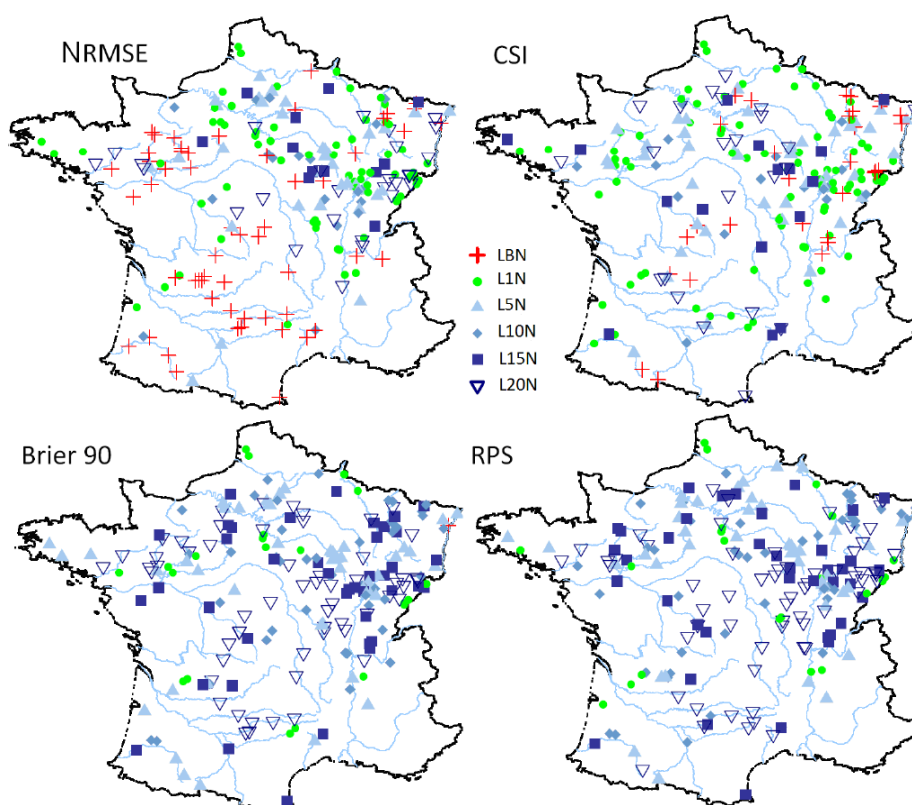 NRMSE
CSI
LBN
L1N
L5N
L10N
L15N
L20N
Brier 90
RPS